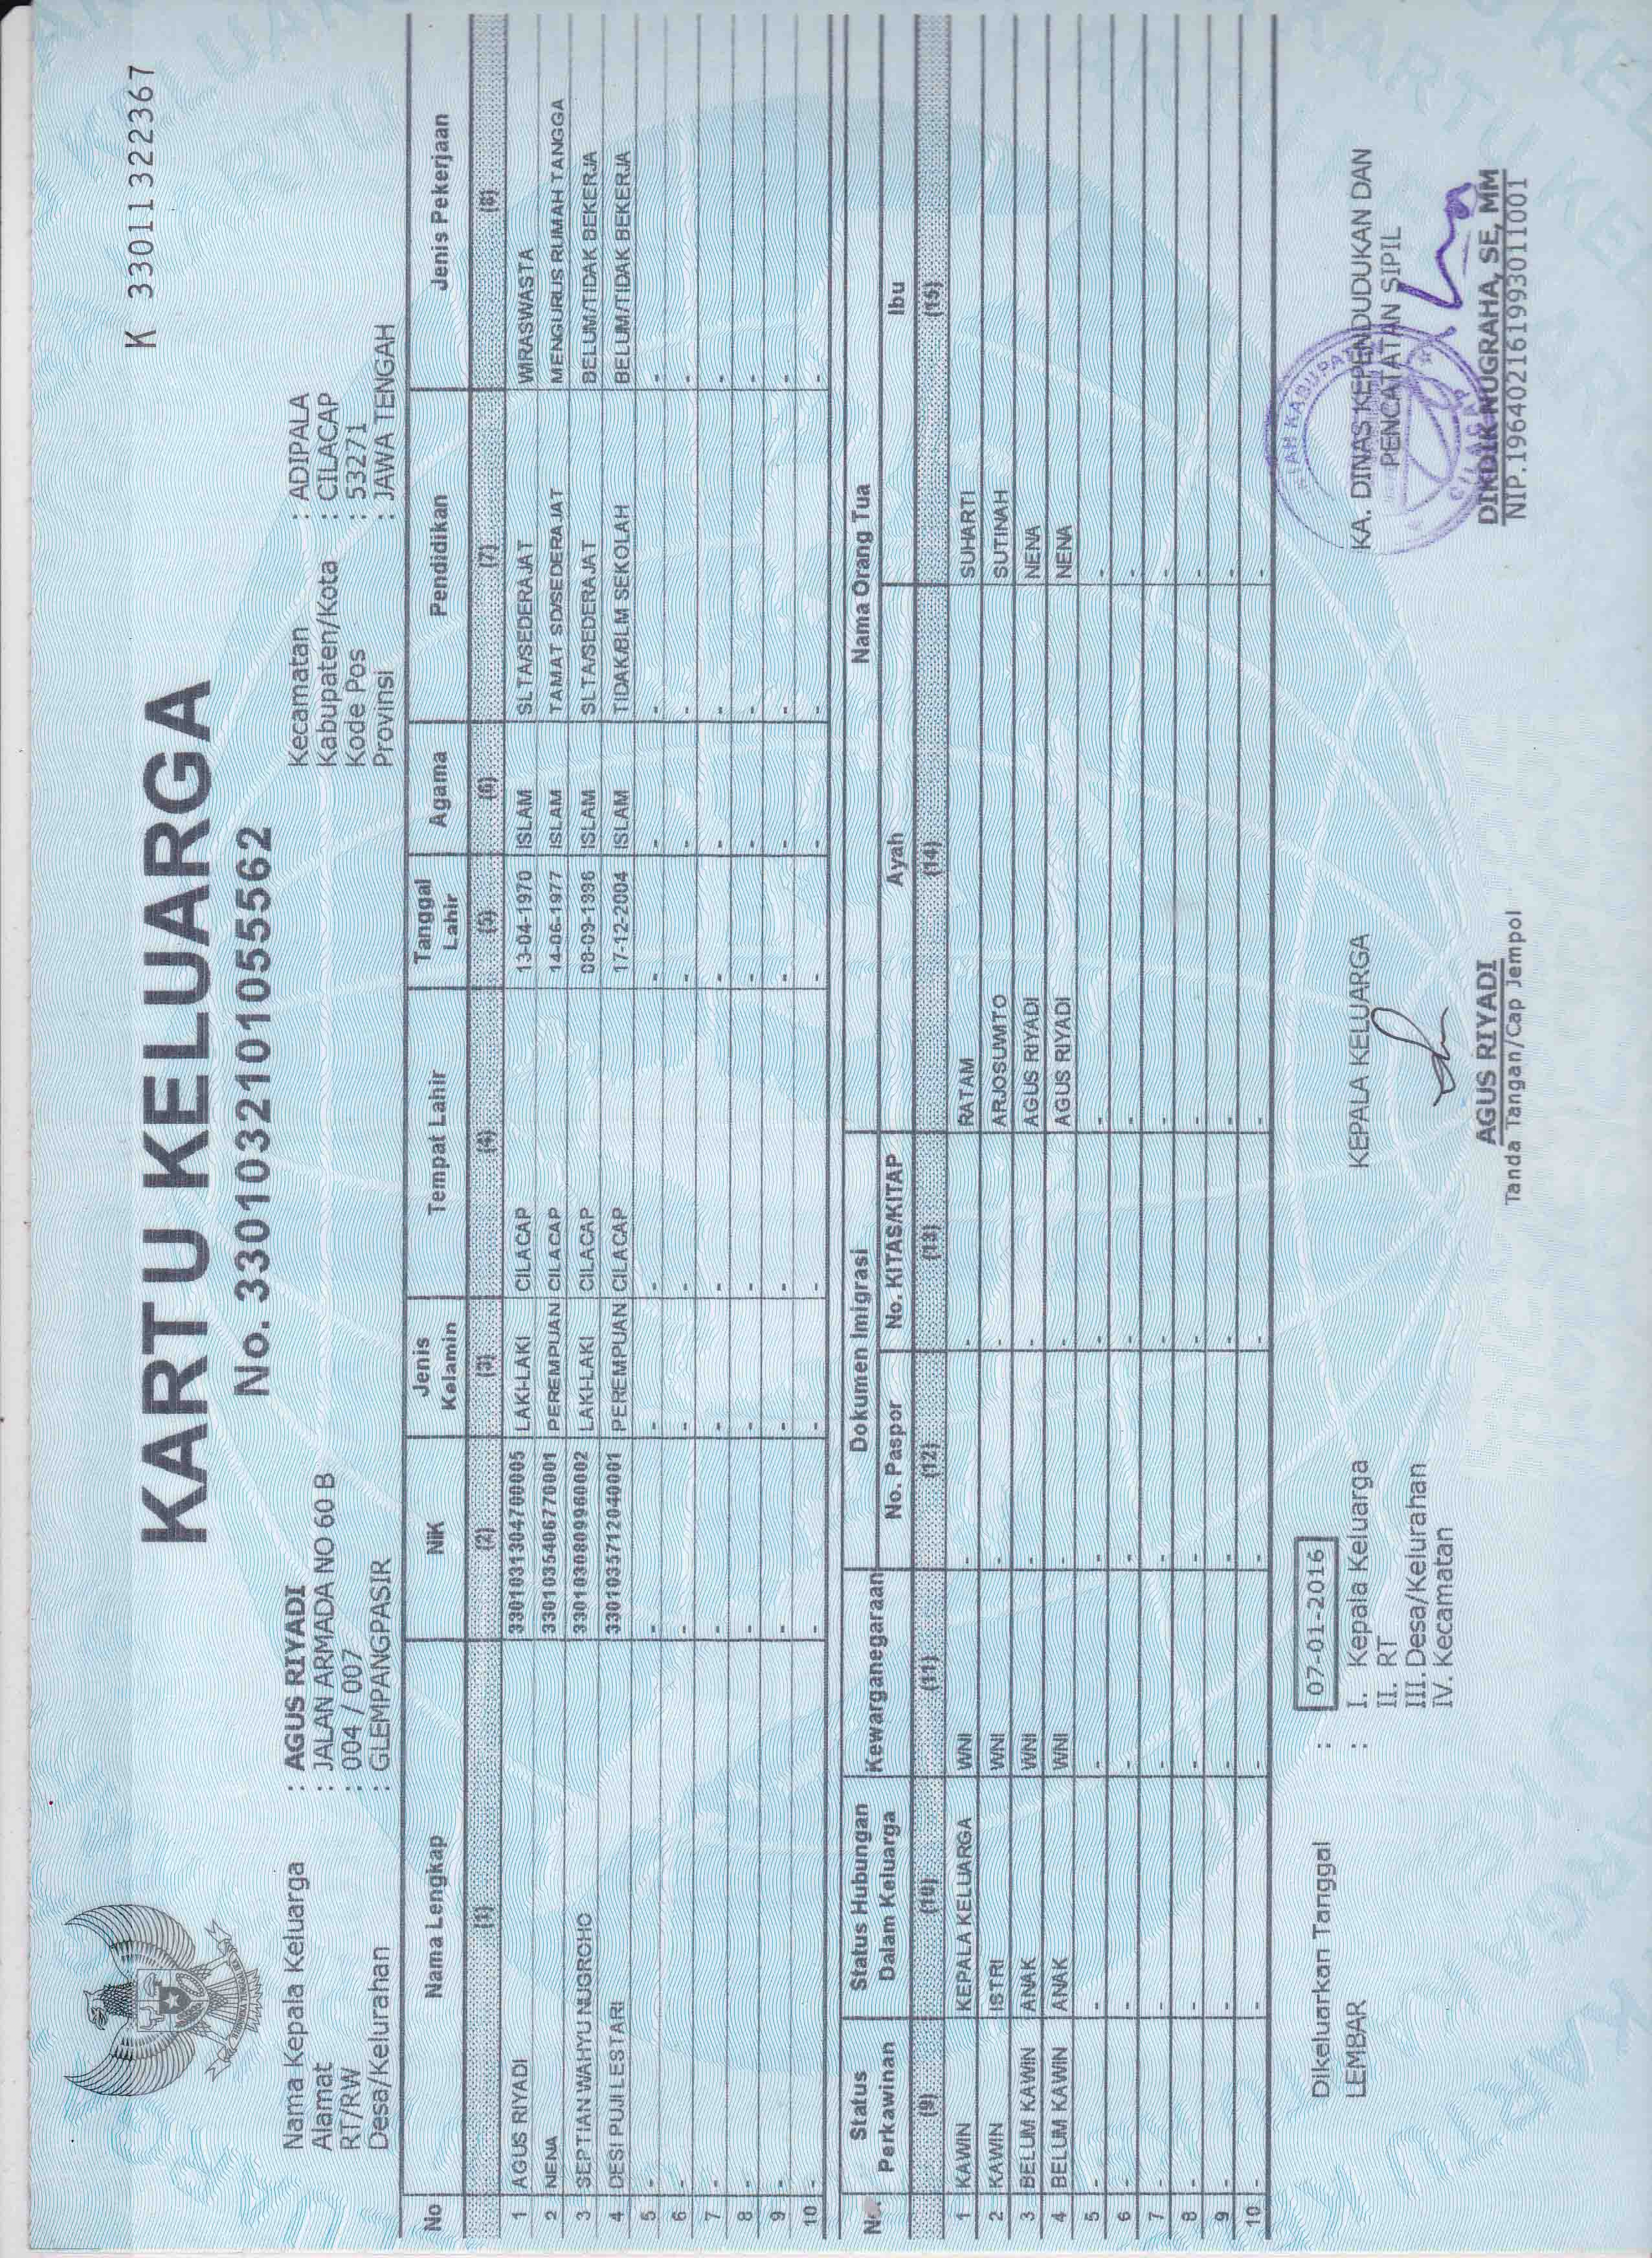 K 33011322367
KARTU KELUARGA
No. 3301032101055562
Nama Kepala Keluarga : AGUS RIYADI
Alamat : JALAN ARMADA NO 60 B
RT/RW : 004 / 007
Desa/Kelurahan : GLEMPANGPASIR
Kecamatan : ADIPALA
Kabupaten/Kota : CILACAP
Kode Pos : 53271
Provinsi : JAWA TENGAH
No Nama Lengkap NIK Jenis Kelamin Tempat Lahir Tanggal Lahir Agama Pendidikan Jenis Pekerjaan
(1) (2) (3) (4) (5) (6) (7) (8)
1 AGUS RIYADI 3301031304700005 LAKI-LAKI CILACAP 13-04-1970 ISLAM SLTA/SEDERAJAT WIRASWASTA
2 NENA 3301035406770001 PEREMPUAN CILACAP 14-06-1977 ISLAM TAMAT SD/SEDERAJAT MENGURUS RUMAH TANGGA
3 SEPTIAN WAHYU NUGROHO 3301030809960002 LAKI-LAKI CILACAP 08-09-1996 ISLAM SLTA/SEDERAJAT BELUM/TIDAK BEKERJA
4 DESI PUJI LESTARI 3301035712040001 PEREMPUAN CILACAP 17-12-2004 ISLAM TIDAK/BLM SEKOLAH BELUM/TIDAK BEKERJA
5 - - - - - - - -
6 - - - - - - - -
7 - - - - - - - -
8 - - - - - - - -
9 - - - - - - - -
10 - - - - - - - -
No. Status Perkawinan Status Hubungan Dalam Keluarga Kewarganegaraan Dokumen Imigrasi Nama Orang Tua
No. Paspor No. KITAS/KITAP Ayah Ibu
(9) (10) (11) (12) (13) (14) (15)
1 KAWIN KEPALA KELUARGA WNI - - RATAM SUHARTI
2 KAWIN ISTRI WNI - - ARJOSUWITO SUTINAH
3 BELUM KAWIN ANAK WNI - - AGUS RIYADI NENA
4 BELUM KAWIN ANAK WNI - - AGUS RIYADI NENA
5 - - - - - - -
6 - - - - - - -
7 - - - - - - -
8 - - - - - - -
9 - - - - - - -
10 - - - - - - -
Dikeluarkan Tanggal : 07-01-2016
LEMBAR : I. Kepala Keluarga
II. RT
III. Desa/Kelurahan
IV. Kecamatan
KEPALA KELUARGA
AGUS RIYADI
Tanda Tangan/Cap Jempol
KA. DINAS KEPENDUDUKAN DAN
PENCATATAN SIPIL
CILACAP
DIKDIK NUGRAHA, SE, MM
NIP.196402161993011001